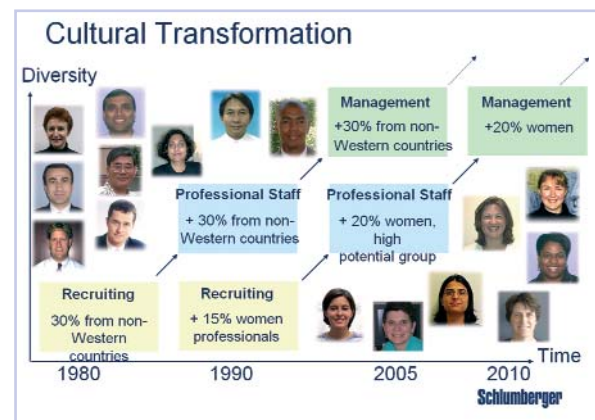 Cultural Transformation
Diversity
Management
+30% from non-
Western countries
Management
+20% women
Professional Staff
+ 30% from non-
Western countries
Professional Staff
+ 20% women,
high
potential group
Recruiting
30% from non-
Western
countries
Recruiting
+ 15% women
professionals
Time
1980
1990
2005
2010
Schlumberger